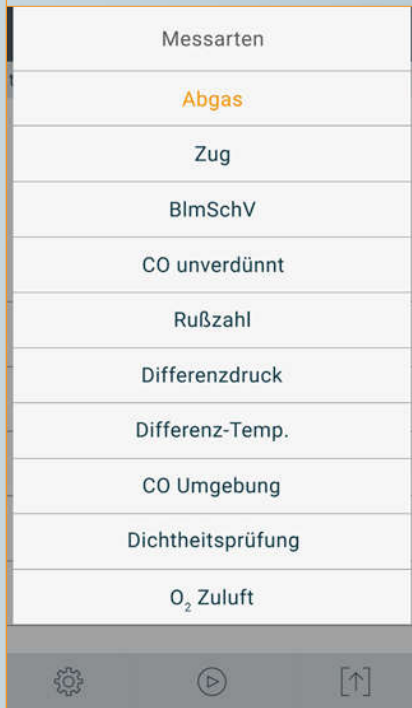 Messarten
Abgas
Zug
BImSchV
CO unverdünnt
Rußzahl
Differenzdruck
Differenz-Temp.
CO Umgebung
Dichtheitsprüfung
O₂ Zuluft